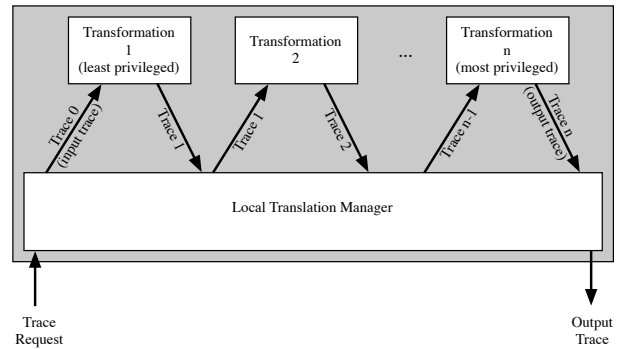 Transformation
1
(least privileged)
Transformation
2
...
Transformation
n
(most privileged)
Trace 0
(input trace)
Trace 1
Trace 1
Trace 2
Trace n-1
Trace n
(output trace)
Local Translation Manager
Trace
Request
Output
Trace